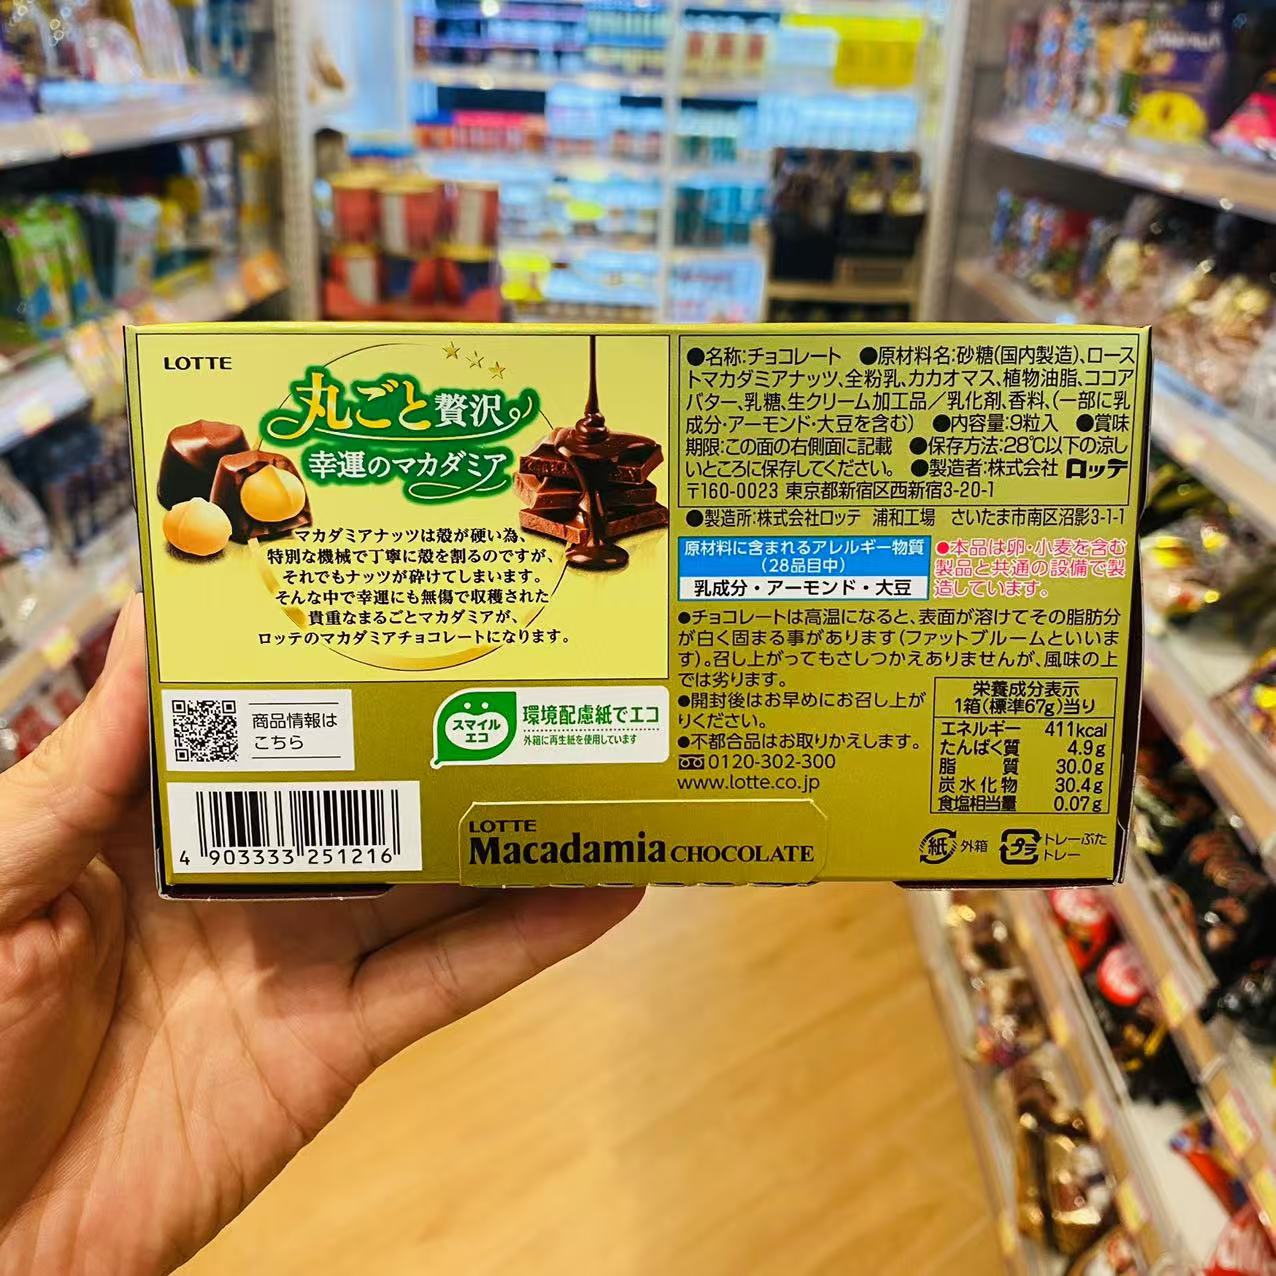 LOTTE
丸ごと贅沢
幸運のマカダミア
マカダミアナッツは殻が硬い為、
特別な機械で丁寧に殻を割るのですが、
それでもナッツが砕けてしまいます。
そんな中で幸運にも無傷で収穫された
貴重なまるごとマカダミアが、
ロッテのマカダミアチョコレートになります。
商品情報は
こちら
スマイル
エコ
環境配慮紙でエコ
外箱に再生紙を使用しています
4 903333 251216
LOTTE
Macadamia CHOCOLATE
●名称:チョコレート ●原材料名:砂糖(国内製造)、ロース
トマカダミアナッツ、全粉乳、カカオマス、植物油脂、ココア
バター、乳糖、生クリーム加工品／乳化剤、香料、(一部に乳
成分・アーモンド・大豆を含む) ●内容量:9粒入 ●賞味
期限:この面の右側面に記載 ●保存方法:28℃以下の涼し
いところに保存してください。 ●製造者:株式会社 ロッテ
〒160-0023 東京都新宿区西新宿3-20-1
●製造所:株式会社ロッテ 浦和工場 さいたま市南区沼影3-1-1
原材料に含まれるアレルギー物質
(28品目中)
乳成分・アーモンド・大豆
●本品は卵・小麦を含む
製品と共通の設備で製
造しています。
●チョコレートは高温になると、表面が溶けてその脂肪分
が白く固まる事があります(ファットブルームといいま
す)。召し上がってもさしつかえありませんが、風味の上
では劣ります。
●開封後はお早めにお召し上が
りください。
●不都合品はお取りかえします。
0120-302-300
www.lotte.co.jp
栄養成分表示
1箱(標準67g)当り
エネルギー 411kcal
たんぱく質 4.9g
脂質 30.0g
炭水化物 30.4g
食塩相当量 0.07g
紙 外箱
プラ トレーぶた
トレー